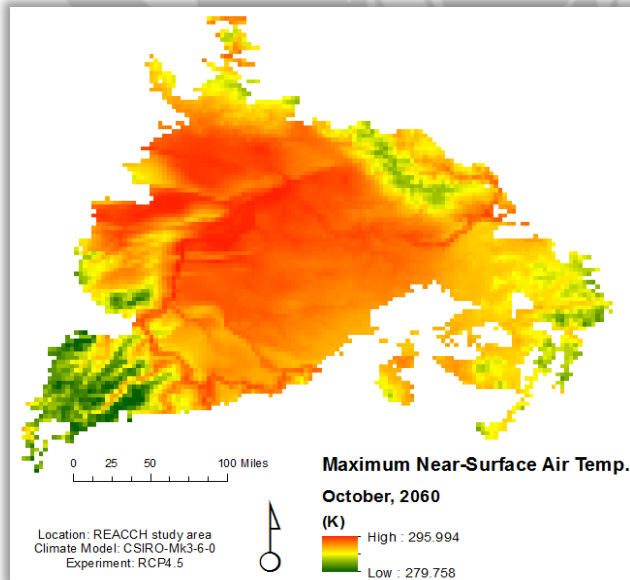 0 25 50 100 Miles
Maximum Near-Surface Air Temp.
October, 2060
(K)
High : 295.994
Low : 279.758
Location: REACCH study area
Climate Model: CSIRO-Mk3-6-0
Experiment: RCP4.5